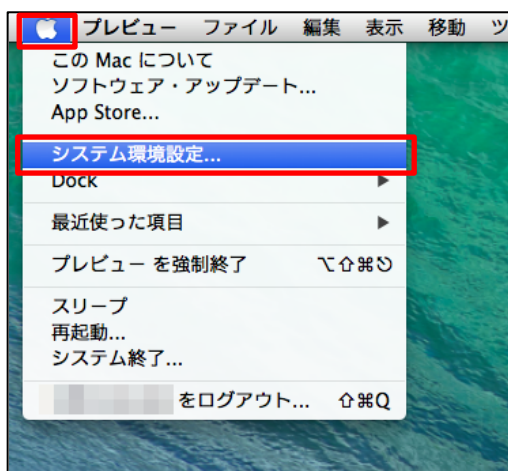 プレビュー ファイル 編集 表示 移動 ツ
この Mac について
ソフトウェア・アップデート...
App Store...
システム環境設定...
Dock ▶
最近使った項目 ▶
プレビュー を強制終了 ⌥⇧⌘⎋
スリープ
再起動...
システム終了...
をログアウト... ⇧⌘Q